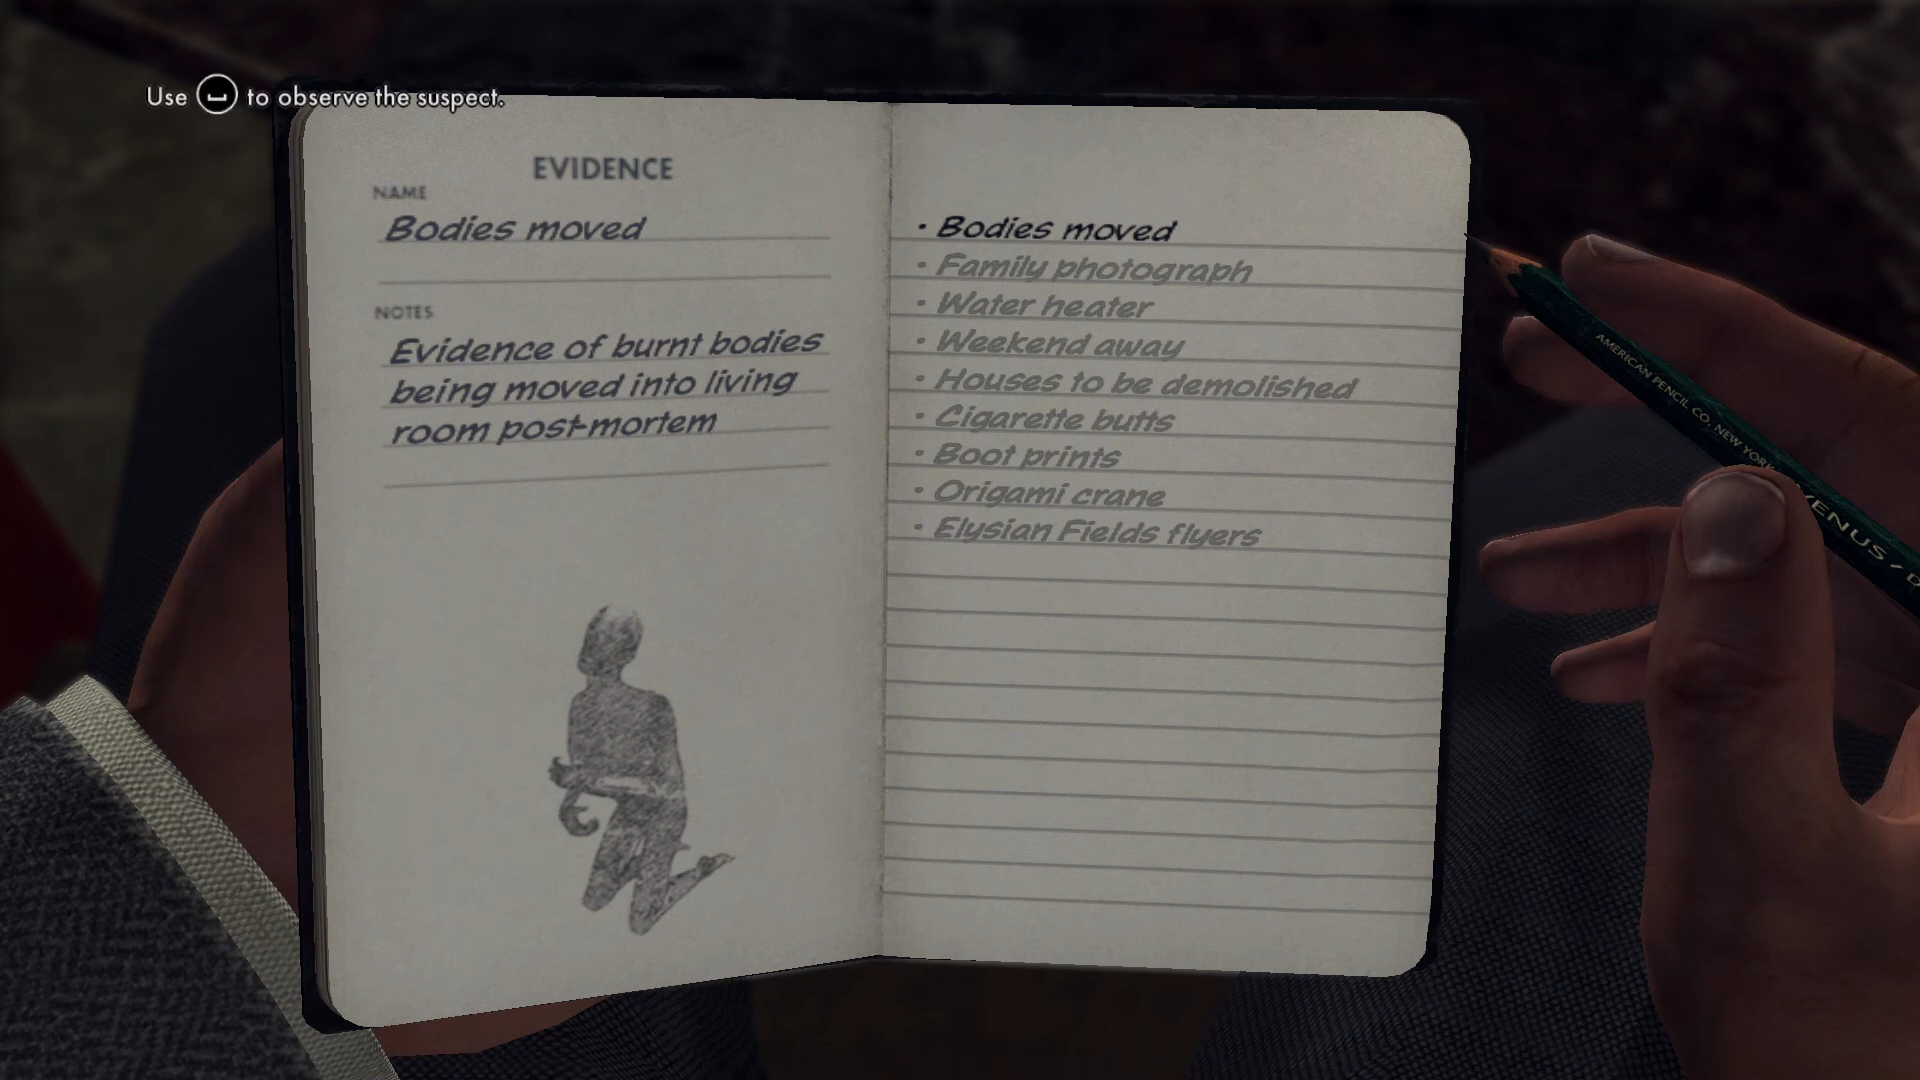 Use to observe the suspect.
EVIDENCE
NAME
Bodies moved
NOTES
Evidence of burnt bodies
being moved into living
room post-mortem
• Bodies moved
• Family photograph
• Water heater
• Weekend away
• Houses to be demolished
• Cigarette butts
• Boot prints
• Origami crane
• Elysian Fields flyers
AMERICAN PENCIL CO. NEW YORK
VENUS